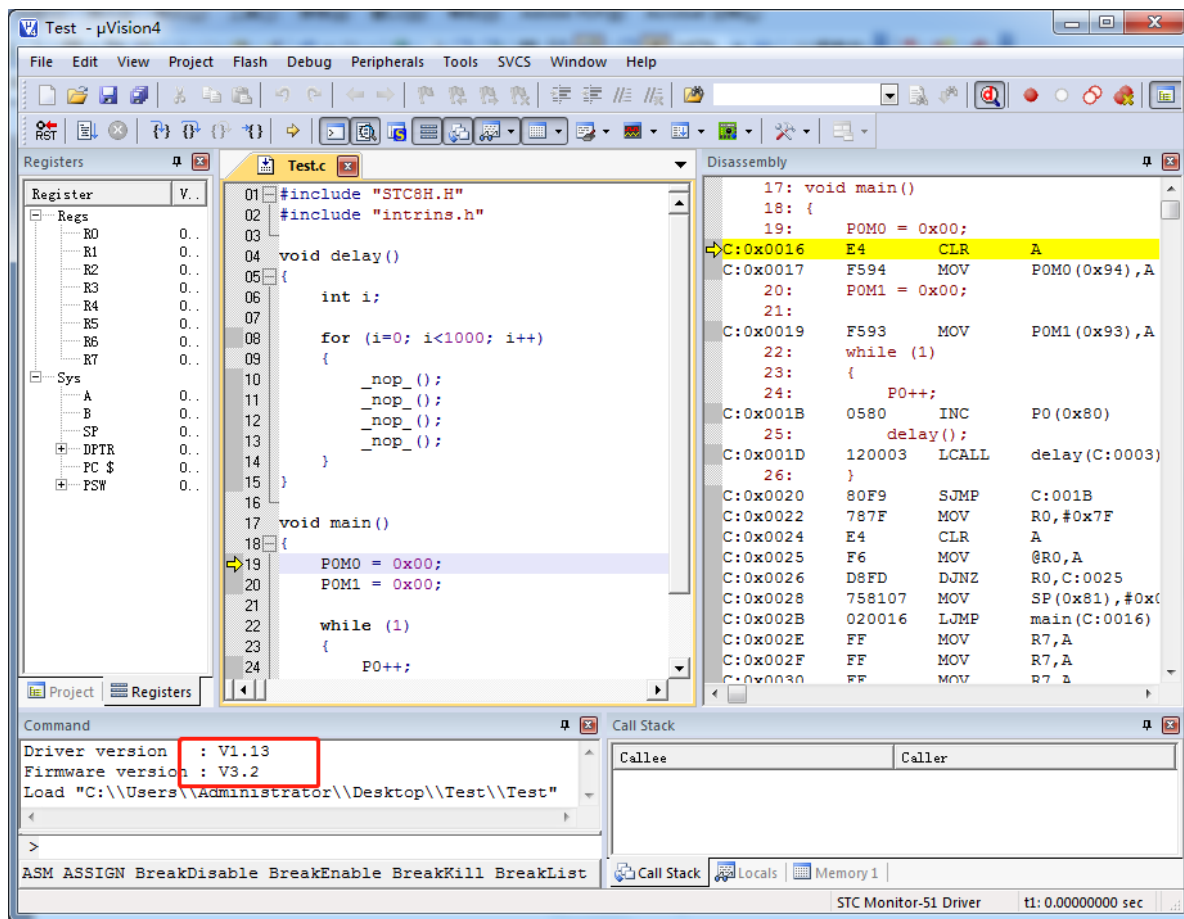 Test - µVision4
File Edit View Project Flash Debug Peripherals Tools SVCS Window Help
RST
Registers
Register V..
Regs
R0 0..
R1 0..
R2 0..
R3 0..
R4 0..
R5 0..
R6 0..
R7 0..
Sys
A 0..
B 0..
SP 0..
DPTR 0..
PC $ 0..
PSW 0..
Project Registers
Test.c
01 #include "STC8H.H"
02 #include "intrins.h"
03
04 void delay()
05 {
06 int i;
07
08 for (i=0; i<1000; i++)
09 {
10 _nop_();
11 _nop_();
12 _nop_();
13 _nop_();
14 }
15 }
16
17 void main()
18 {
19 P0M0 = 0x00;
20 P0M1 = 0x00;
21
22 while (1)
23 {
24 P0++;
Disassembly
17: void main()
18: {
19: P0M0 = 0x00;
C:0x0016 E4 CLR A
C:0x0017 F594 MOV P0M0(0x94),A
20: P0M1 = 0x00;
21:
C:0x0019 F593 MOV P0M1(0x93),A
22: while (1)
23: {
24: P0++;
C:0x001B 0580 INC P0(0x80)
25: delay();
C:0x001D 120003 LCALL delay(C:0003)
26: }
C:0x0020 80F9 SJMP C:001B
C:0x0022 787F MOV R0,#0x7F
C:0x0024 E4 CLR A
C:0x0025 F6 MOV @R0,A
C:0x0026 D8FD DJNZ R0,C:0025
C:0x0028 758107 MOV SP(0x81),#0x0
C:0x002B 020016 LJMP main(C:0016)
C:0x002E FF MOV R7,A
C:0x002F FF MOV R7,A
C:0x0030 FF MOV R7,A
Command
Driver version : V1.13
Firmware version : V3.2
Load "C:\\Users\\Administrator\\Desktop\\Test\\Test"
>
ASM ASSIGN BreakDisable BreakEnable BreakKill BreakList
Call Stack
Callee Caller
Call Stack Locals Memory 1
STC Monitor-51 Driver t1: 0.00000000 sec